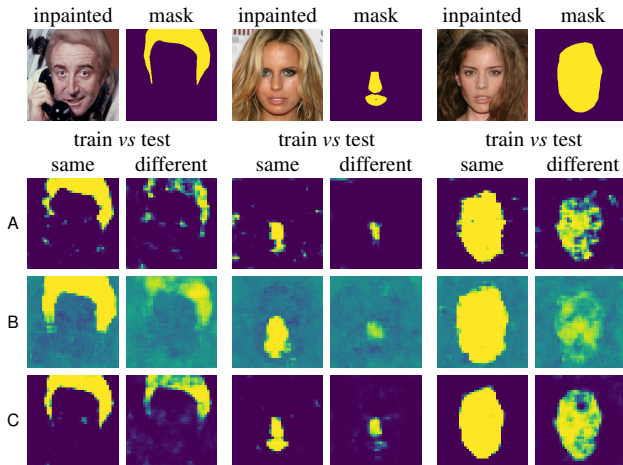 inpainted mask inpainted mask inpainted mask
train vs test train vs test train vs test
same different same different same different
A
B
C